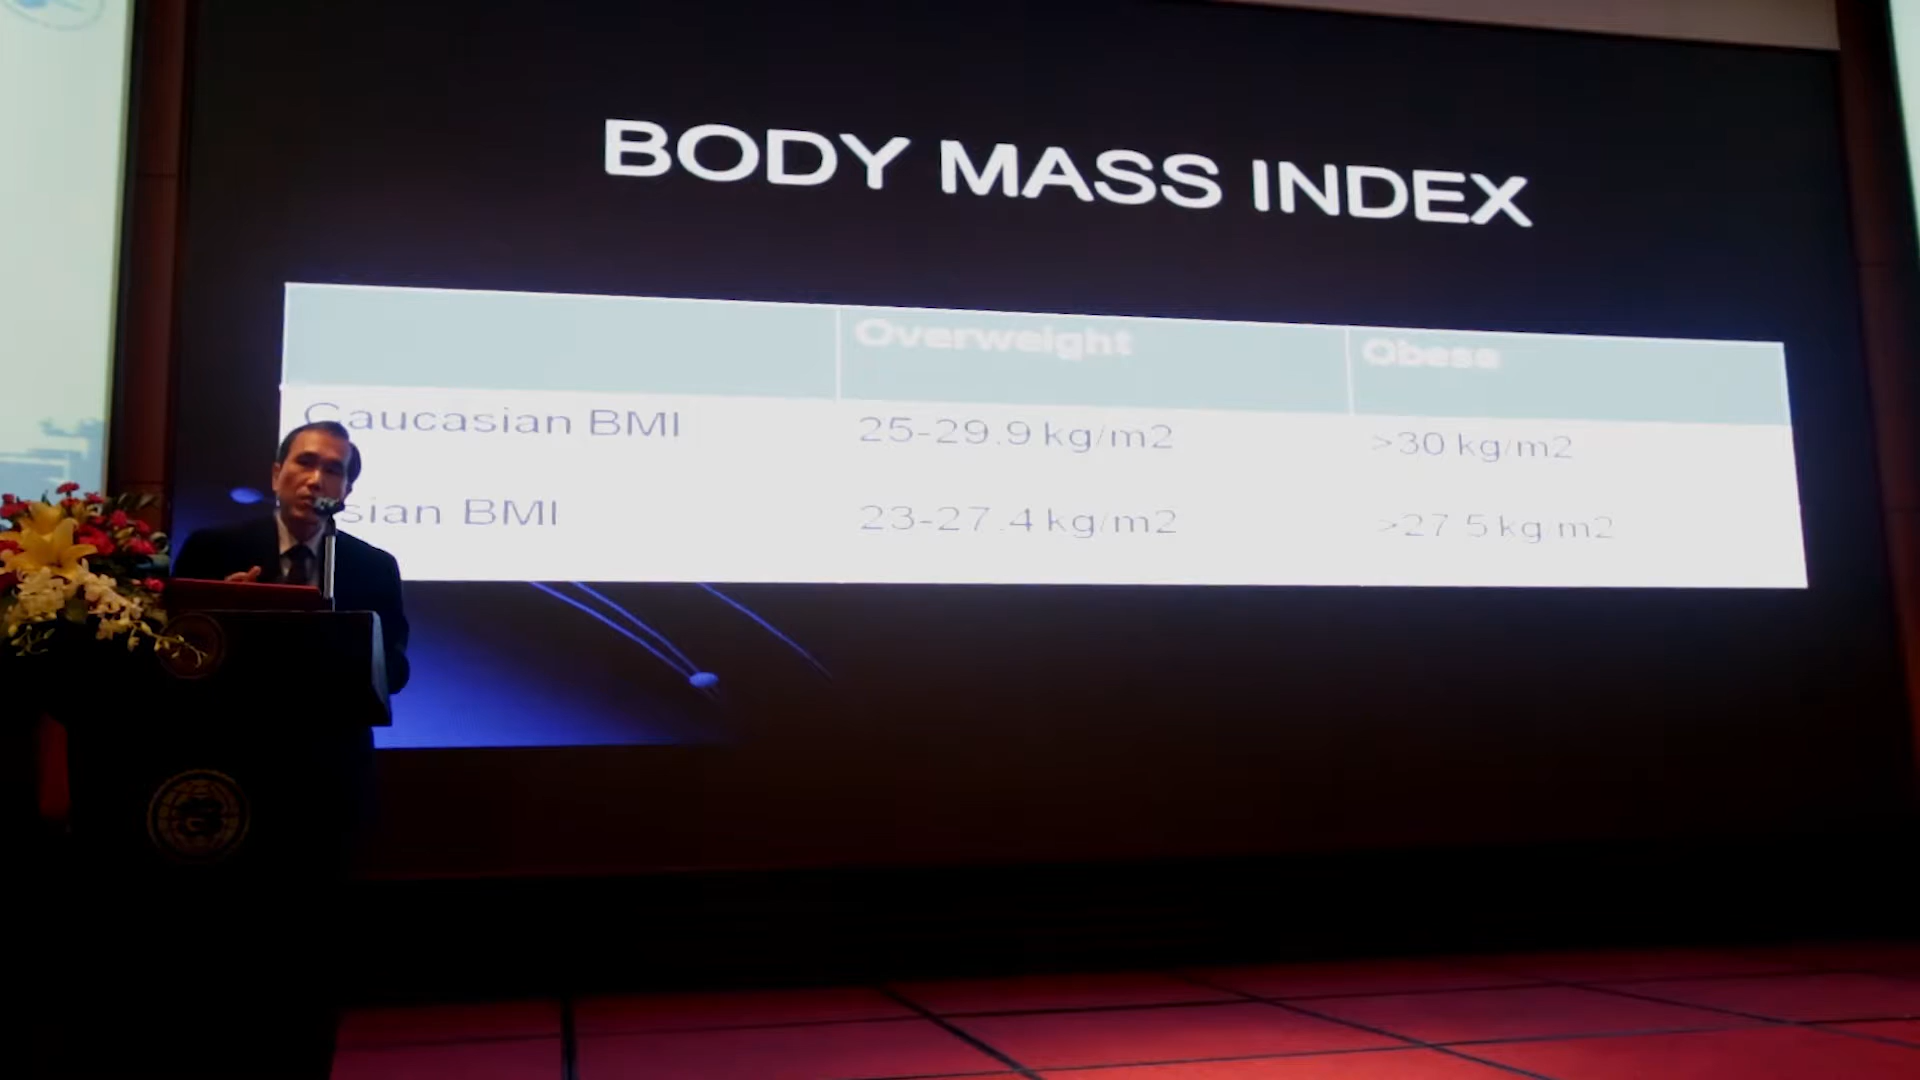 BODY MASS INDEX
Overweight Obese
Caucasian BMI 25-29.9 kg/m2 >30 kg/m2
sian BMI 23-27.4 kg/m2 >27.5 kg/m2